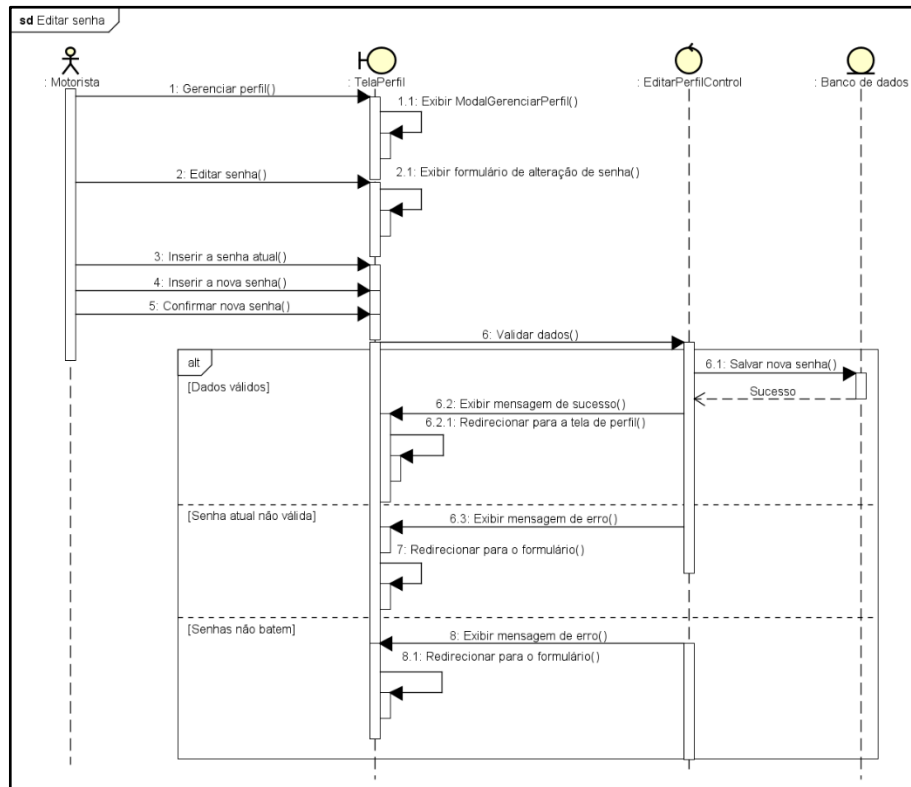 sd Editar senha
: Motorista
: TelaPerfil
: EditarPerfilControl
: Banco de dados
1: Gerenciar perfil()
1.1: Exibir ModalGerenciarPerfil()
2: Editar senha()
2.1: Exibir formulário de alteração de senha()
3: Inserir a senha atual()
4: Inserir a nova senha()
5: Confirmar nova senha()
6: Validar dados()
alt
6.1: Salvar nova senha()
[Dados válidos]
Sucesso
6.2: Exibir mensagem de sucesso()
6.2.1: Redirecionar para a tela de perfil()
[Senha atual não válida]
6.3: Exibir mensagem de erro()
7: Redirecionar para o formulário()
[Senhas não batem]
8: Exibir mensagem de erro()
8.1: Redirecionar para o formulário()